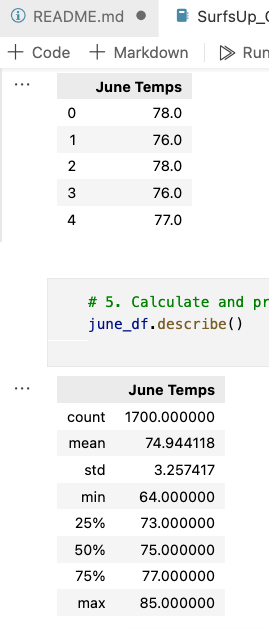 README.md ● SurfsUp_
+ Code + Markdown Run
...
June Temps
0 78.0
1 76.0
2 78.0
3 76.0
4 77.0
# 5. Calculate and pr
june_df.describe()
...
June Temps
count 1700.000000
mean 74.944118
std 3.257417
min 64.000000
25% 73.000000
50% 75.000000
75% 77.000000
max 85.000000